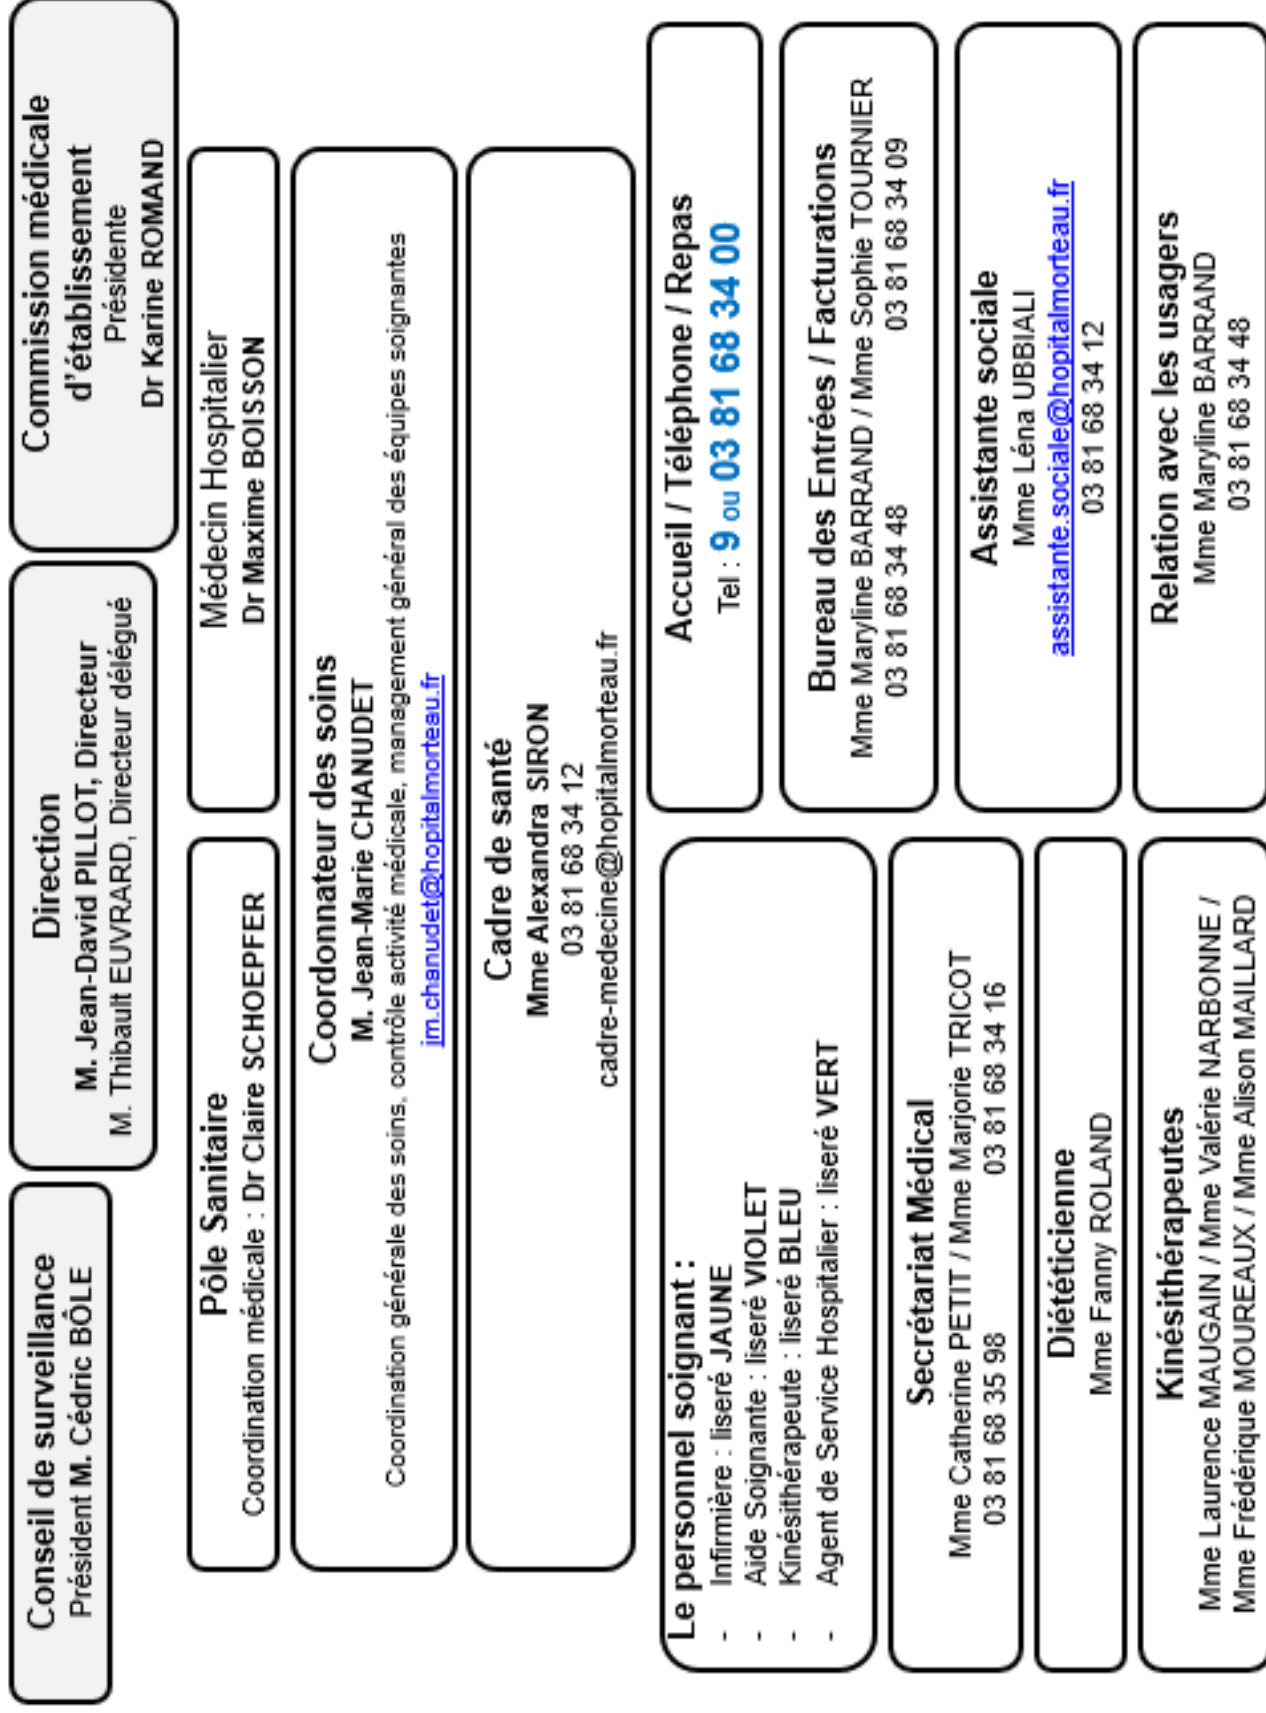 Conseil de surveillance
Président M. Cédric BÔLE
Direction
M. Jean-David PILLOT, Directeur
M. Thibault EUVRARD, Directeur délégué
Commission médicale
d'établissement
Présidente
Dr Karine ROMAND
Pôle Sanitaire
Coordination médicale : Dr Claire SCHOEPFER
Médecin Hospitalier
Dr Maxime BOISSON
Coordonnateur des soins
M. Jean-Marie CHANUDET
Coordination générale des soins, contrôle activité médicale, management général des équipes soignantes
jm.chanudet@hopitalmorteau.fr
Cadre de santé
Mme Alexandra SIRON
03 81 68 34 12
cadre-medecine@hopitalmorteau.fr
Le personnel soignant :
- Infirmière : liseré JAUNE
- Aide Soignante : liseré VIOLET
- Kinésithérapeute : liseré BLEU
- Agent de Service Hospitalier : liseré VERT
Secrétariat Médical
Mme Catherine PETIT / Mme Marjorie TRICOT
03 81 68 35 98 03 81 68 34 16
Diététicienne
Mme Fanny ROLAND
Kinésithérapeutes
Mme Laurence MAUGAIN / Mme Valérie NARBONNE /
Mme Frédérique MOUREAUX / Mme Alison MAILLARD
Accueil / Téléphone / Repas
Tel : 9 ou 03 81 68 34 00
Bureau des Entrées / Facturations
Mme Maryline BARRAND / Mme Sophie TOURNIER
03 81 68 34 48 03 81 68 34 09
Assistante sociale
Mme Léna UBBIALI
assistante.sociale@hopitalmorteau.fr
03 81 68 34 12
Relation avec les usagers
Mme Maryline BARRAND
03 81 68 34 48